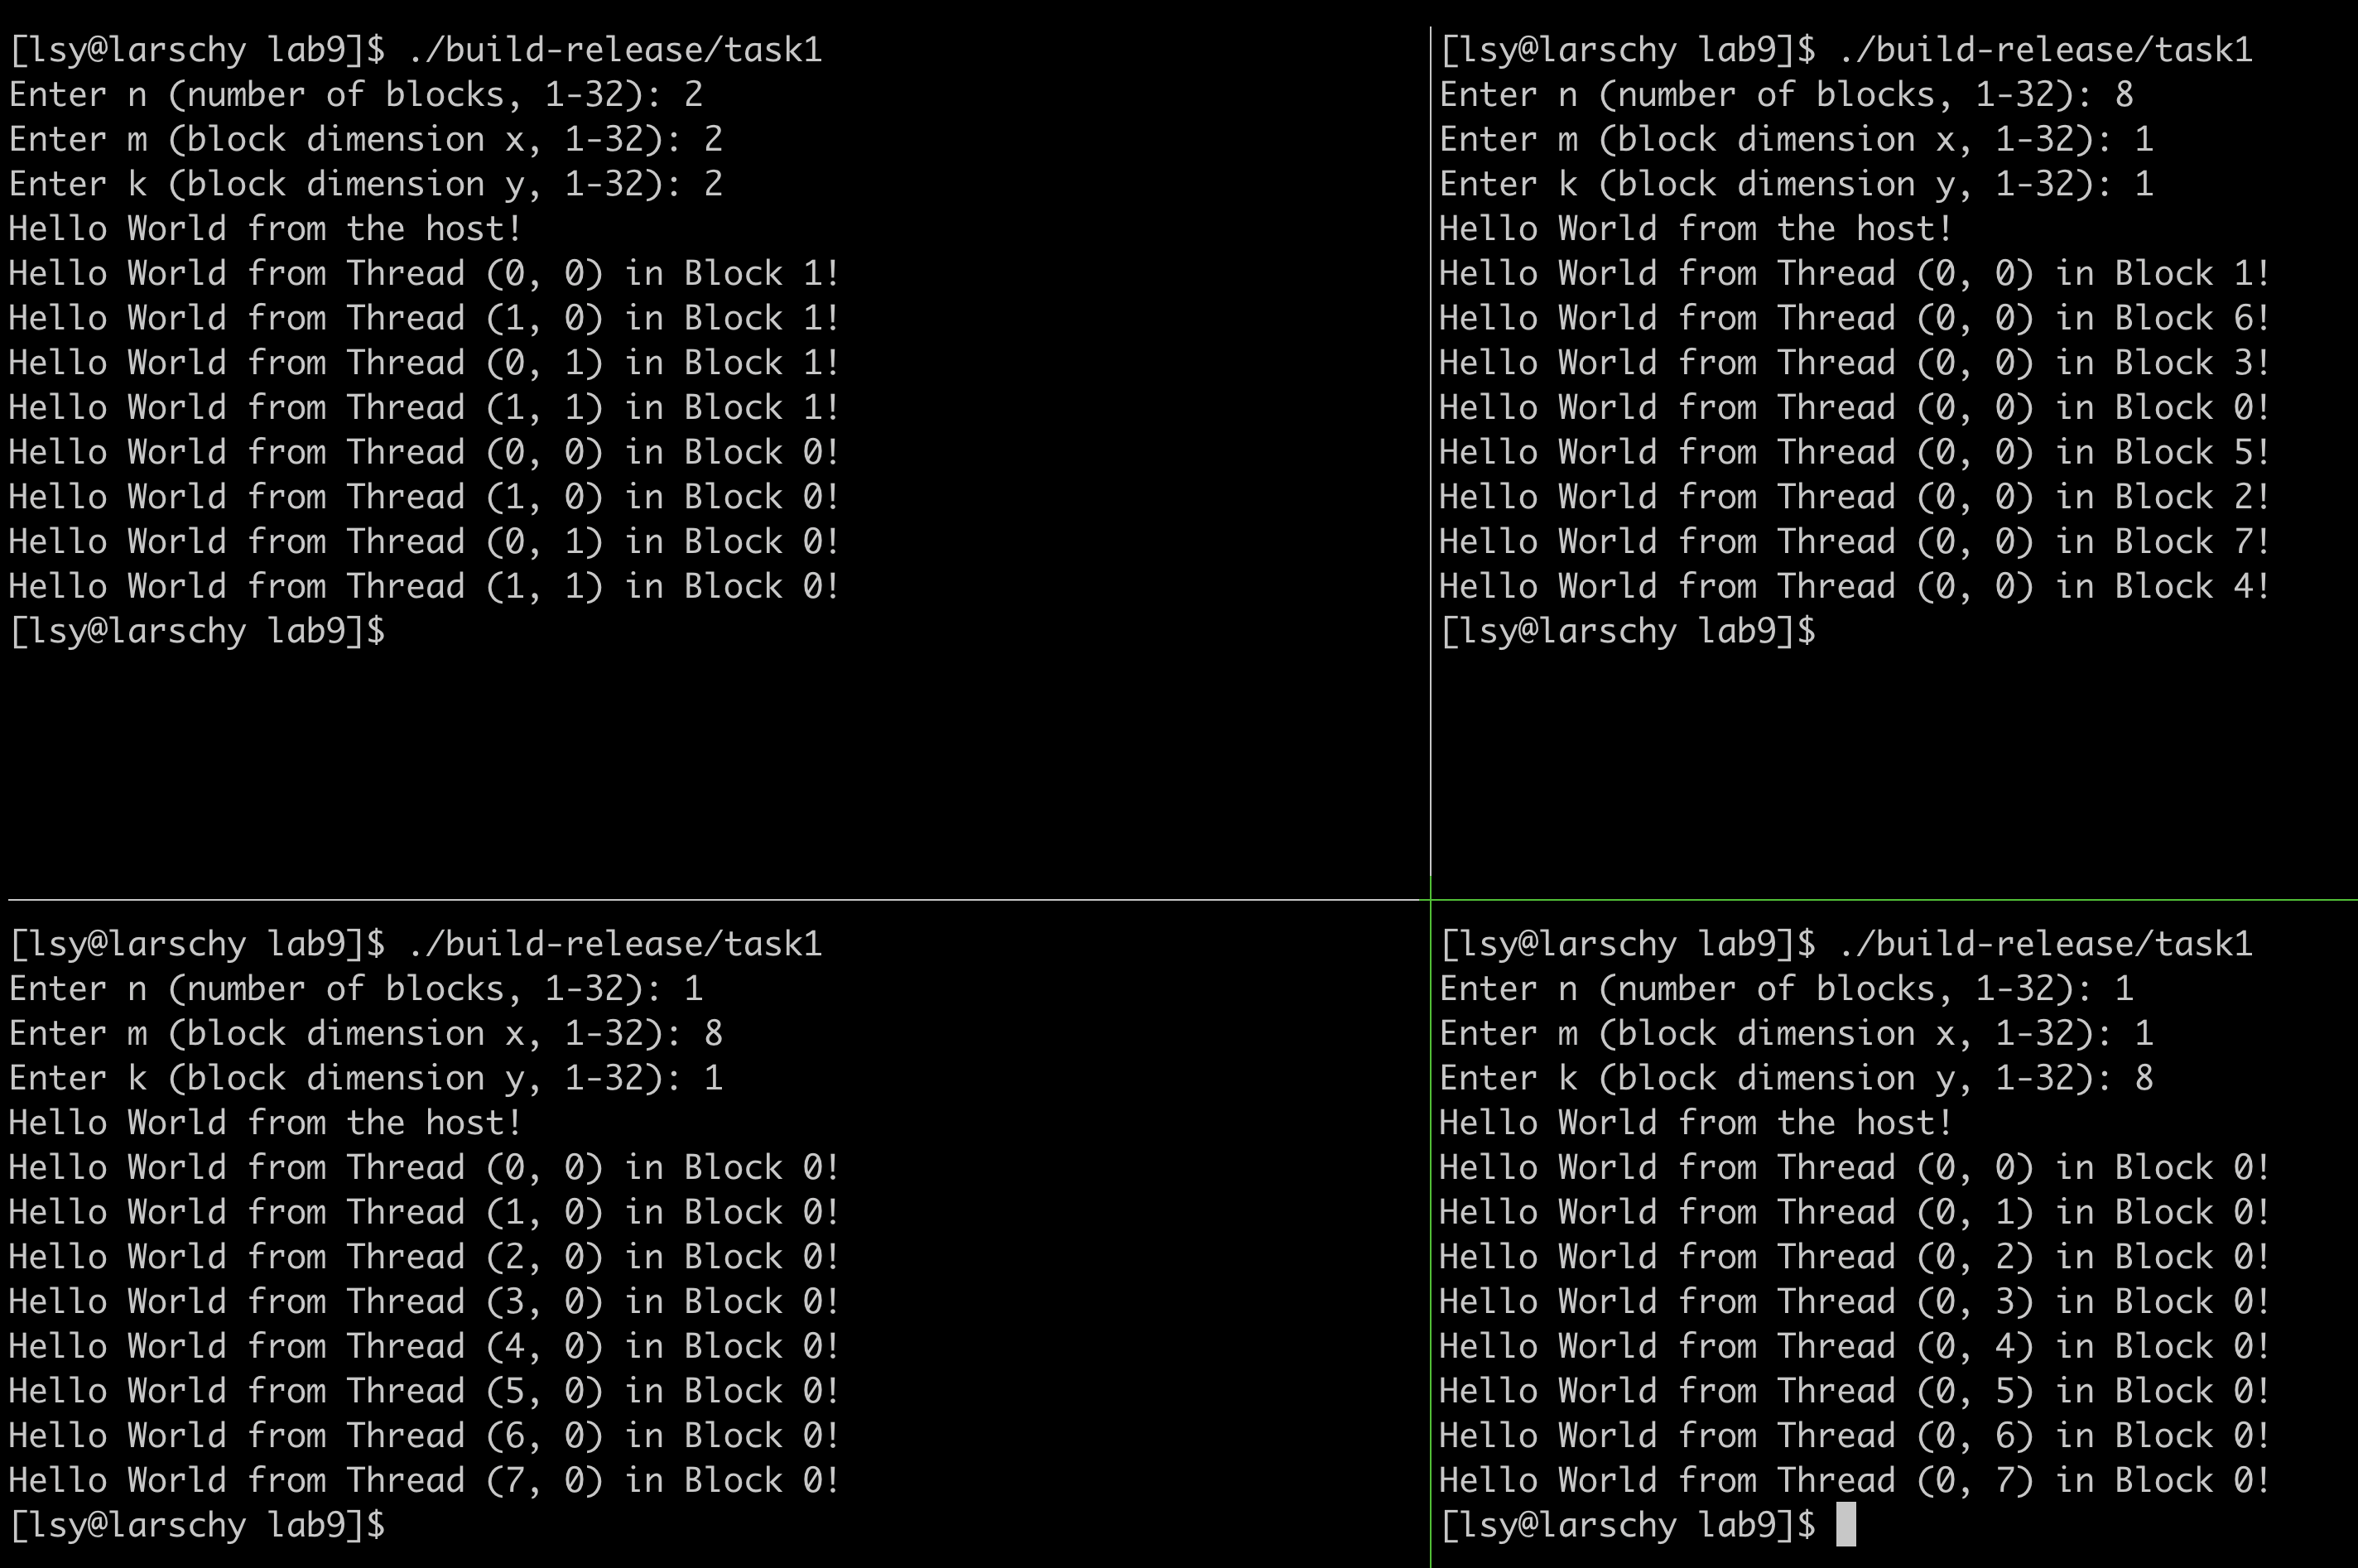 [lsy@larschy lab9]$ ./build-release/task1
Enter n (number of blocks, 1-32): 2
Enter m (block dimension x, 1-32): 2
Enter k (block dimension y, 1-32): 2
Hello World from the host!
Hello World from Thread (0, 0) in Block 1!
Hello World from Thread (1, 0) in Block 1!
Hello World from Thread (0, 1) in Block 1!
Hello World from Thread (1, 1) in Block 1!
Hello World from Thread (0, 0) in Block 0!
Hello World from Thread (1, 0) in Block 0!
Hello World from Thread (0, 1) in Block 0!
Hello World from Thread (1, 1) in Block 0!
[lsy@larschy lab9]$
[lsy@larschy lab9]$ ./build-release/task1
Enter n (number of blocks, 1-32): 8
Enter m (block dimension x, 1-32): 1
Enter k (block dimension y, 1-32): 1
Hello World from the host!
Hello World from Thread (0, 0) in Block 1!
Hello World from Thread (0, 0) in Block 6!
Hello World from Thread (0, 0) in Block 3!
Hello World from Thread (0, 0) in Block 0!
Hello World from Thread (0, 0) in Block 5!
Hello World from Thread (0, 0) in Block 2!
Hello World from Thread (0, 0) in Block 7!
Hello World from Thread (0, 0) in Block 4!
[lsy@larschy lab9]$
[lsy@larschy lab9]$ ./build-release/task1
Enter n (number of blocks, 1-32): 1
Enter m (block dimension x, 1-32): 8
Enter k (block dimension y, 1-32): 1
Hello World from the host!
Hello World from Thread (0, 0) in Block 0!
Hello World from Thread (1, 0) in Block 0!
Hello World from Thread (2, 0) in Block 0!
Hello World from Thread (3, 0) in Block 0!
Hello World from Thread (4, 0) in Block 0!
Hello World from Thread (5, 0) in Block 0!
Hello World from Thread (6, 0) in Block 0!
Hello World from Thread (7, 0) in Block 0!
[lsy@larschy lab9]$
[lsy@larschy lab9]$ ./build-release/task1
Enter n (number of blocks, 1-32): 1
Enter m (block dimension x, 1-32): 1
Enter k (block dimension y, 1-32): 8
Hello World from the host!
Hello World from Thread (0, 0) in Block 0!
Hello World from Thread (0, 1) in Block 0!
Hello World from Thread (0, 2) in Block 0!
Hello World from Thread (0, 3) in Block 0!
Hello World from Thread (0, 4) in Block 0!
Hello World from Thread (0, 5) in Block 0!
Hello World from Thread (0, 6) in Block 0!
Hello World from Thread (0, 7) in Block 0!
[lsy@larschy lab9]$